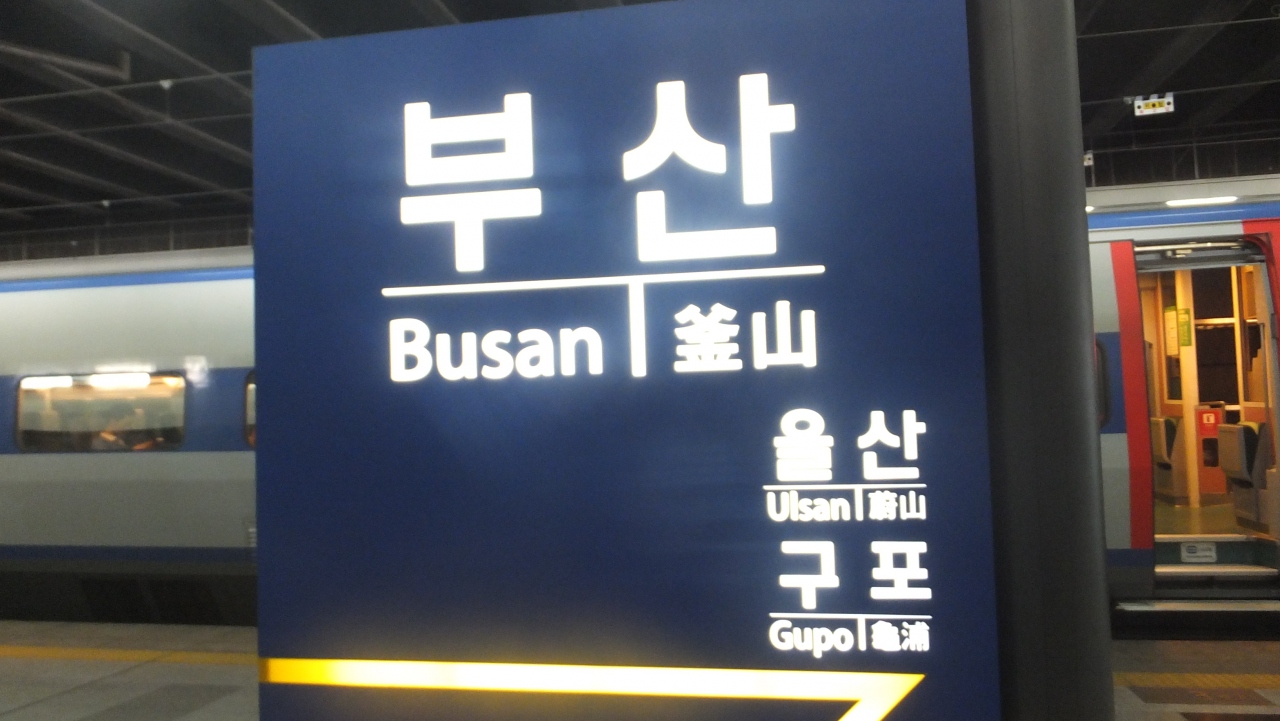 부산
Busan 釜山
울산
Ulsan 蔚山
구포
Gupo 龜浦